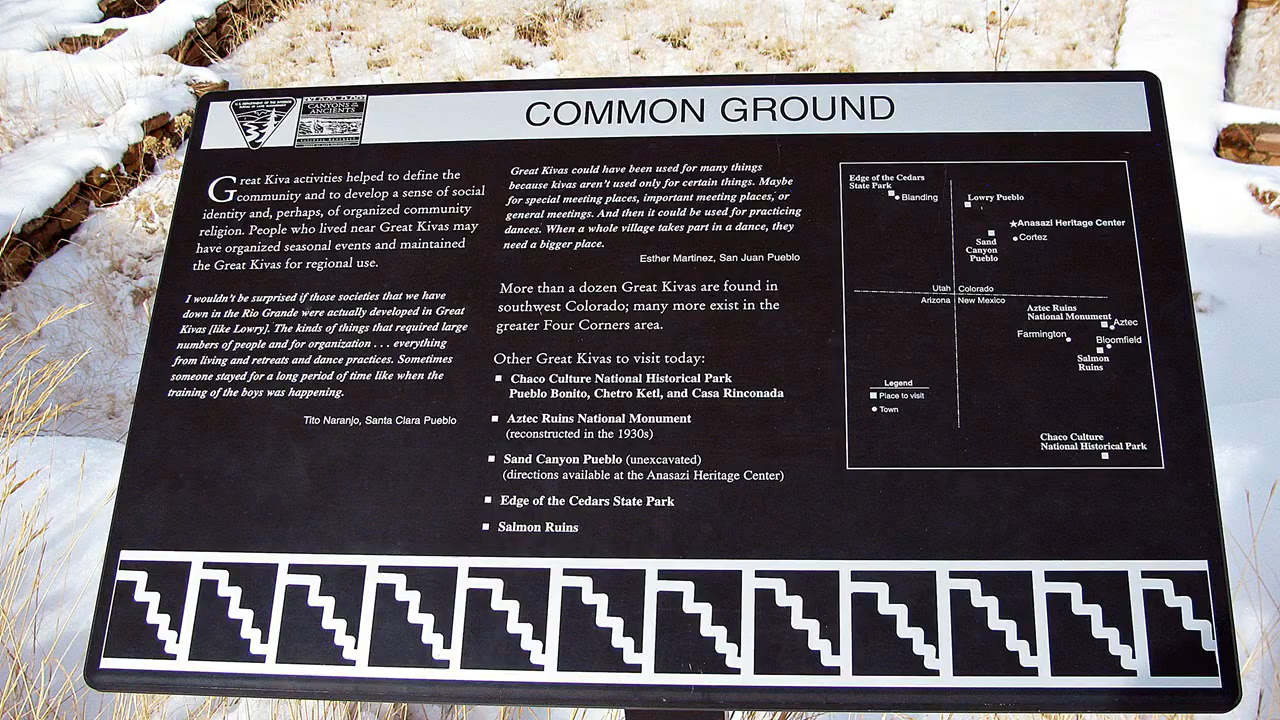 U.S. DEPARTMENT OF THE INTERIOR
BUREAU OF LAND MANAGEMENT
CANYONS OF THE
ANCIENTS
COMMON GROUND
Great Kiva activities helped to define the
community and to develop a sense of social
identity and, perhaps, of organized community
religion. People who lived near Great Kivas may
have organized seasonal events and maintained
the Great Kivas for regional use.
I wouldn't be surprised if those societies that we have
down in the Rio Grande were actually developed in Great
Kivas [like Lowry]. The kinds of things that required large
numbers of people and for organization . . . everything
from living and retreats and dance practices. Sometimes
someone stayed for a long period of time like when the
training of the boys was happening.
Tito Naranjo, Santa Clara Pueblo
Great Kivas could have been used for many things
because kivas aren't used only for certain things. Maybe
for special meeting places, important meeting places, or
general meetings. And then it could be used for practicing
dances. When a whole village takes part in a dance, they
need a bigger place.
Esther Martinez, San Juan Pueblo
More than a dozen Great Kivas are found in
southwest Colorado; many more exist in the
greater Four Corners area.
Other Great Kivas to visit today:
Chaco Culture National Historical Park
Pueblo Bonito, Chetro Ketl, and Casa Rinconada
Aztec Ruins National Monument
(reconstructed in the 1930s)
Sand Canyon Pueblo (unexcavated)
(directions available at the Anasazi Heritage Center)
Edge of the Cedars State Park
Salmon Ruins
Edge of the Cedars
State Park
Blanding
Lowry Pueblo
Anasazi Heritage Center
Cortez
Sand
Canyon
Pueblo
Utah Colorado
Arizona New Mexico
Aztec Ruins
National Monument
Aztec
Farmington
Bloomfield
Salmon
Ruins
Legend
Place to visit
Town
Chaco Culture
National Historical Park